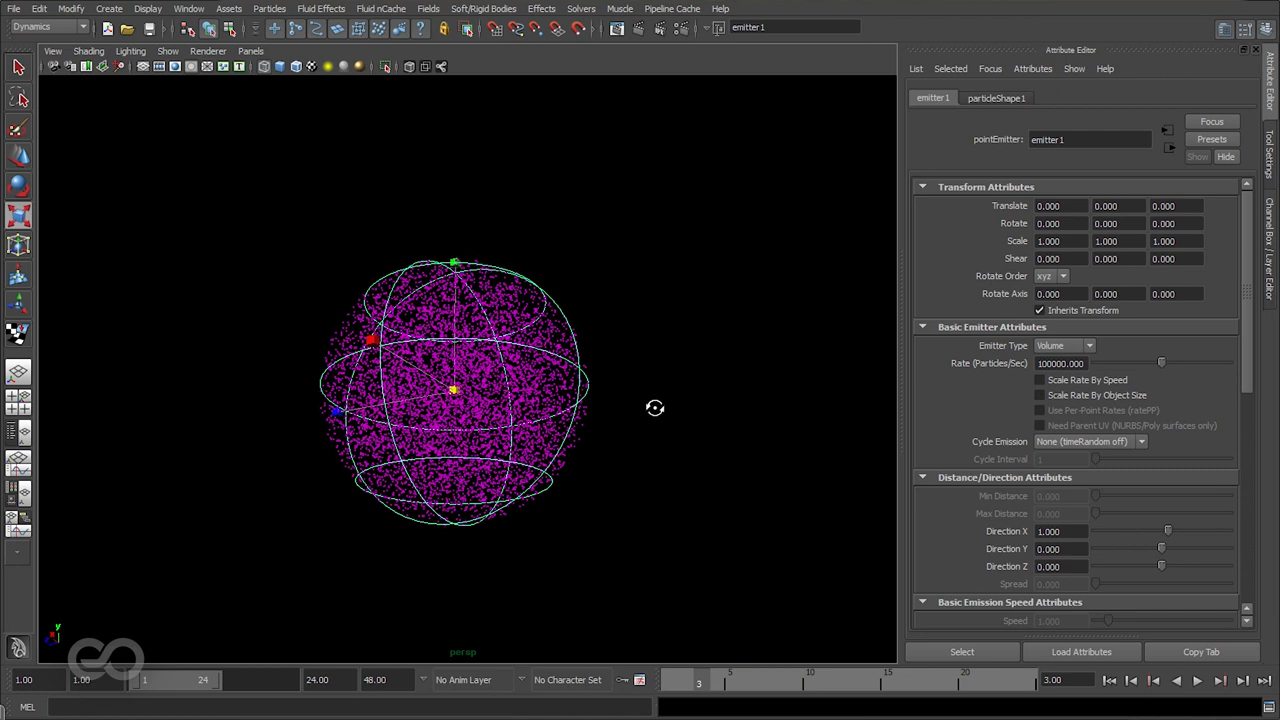 File Edit Modify Create Display Window Assets Particles Fluid Effects Fluid nCache Fields Soft/Rigid Bodies Effects Solvers Muscle Pipeline Cache Help
Dynamics emitter1
View Shading Lighting Show Renderer Panels
Attribute Editor
List Selected Focus Attributes Show Help
emitter1 particleShape1
pointEmitter: emitter1
Focus
Presets
Show Hide
Transform Attributes
Translate 0.000 0.000 0.000
Rotate 0.000 0.000 0.000
Scale 1.000 1.000 1.000
Shear 0.000 0.000 0.000
Rotate Order xyz
Rotate Axis 0.000 0.000 0.000
Inherits Transform
Basic Emitter Attributes
Emitter Type Volume
Rate (Particles/Sec) 100000.000
Scale Rate By Speed
Scale Rate By Object Size
Use Per-Point Rates (ratePP)
Need Parent UV (NURBS/Poly surfaces only)
Cycle Emission None (timeRandom off)
Cycle Interval 1
Distance/Direction Attributes
Min Distance 0.000
Max Distance 0.000
Direction X 1.000
Direction Y 0.000
Direction Z 0.000
Spread 0.000
Basic Emission Speed Attributes
Speed 1.000
Select Load Attributes Copy Tab
Attribute Editor
Tool Settings
Channel Box / Layer Editor
y
persp
1.00 1.00 1 24 24.00 48.00 No Anim Layer No Character Set 3 5 10 15 20 3.00
MEL